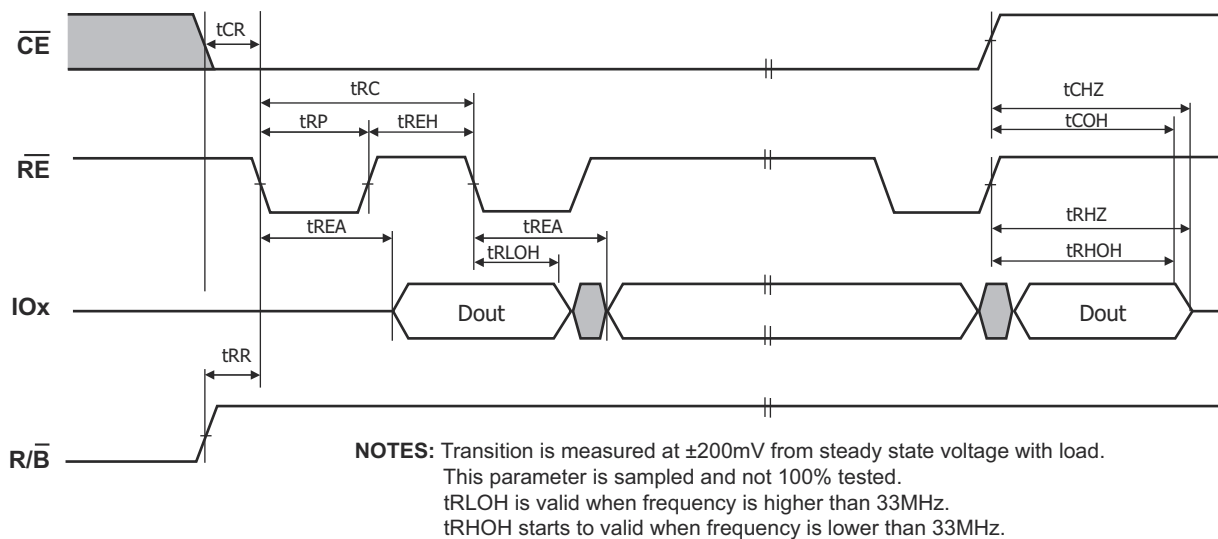 C̅E̅
tCR
tRC
tCHZ
tRP
tREH
tCOH
R̅E̅
tREA
tREA
tRHZ
tRLOH
tRHOH
IOx
Dout
Dout
tRR
R/B̅
NOTES: Transition is measured at ±200mV from steady state voltage with load.
This parameter is sampled and not 100% tested.
tRLOH is valid when frequency is higher than 33MHz.
tRHOH starts to valid when frequency is lower than 33MHz.